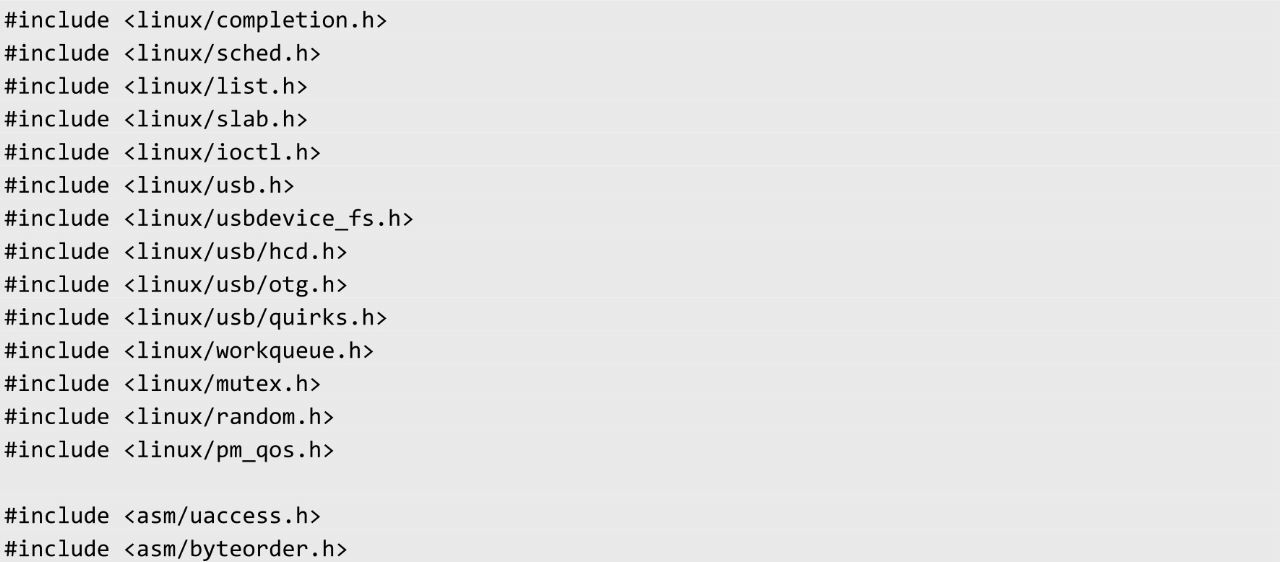 #include <linux/completion.h>
#include <linux/sched.h>
#include <linux/list.h>
#include <linux/slab.h>
#include <linux/ioctl.h>
#include <linux/usb.h>
#include <linux/usbdevice_fs.h>
#include <linux/usb/hcd.h>
#include <linux/usb/otg.h>
#include <linux/usb/quirks.h>
#include <linux/workqueue.h>
#include <linux/mutex.h>
#include <linux/random.h>
#include <linux/pm_qos.h>

#include <asm/uaccess.h>
#include <asm/byteorder.h>